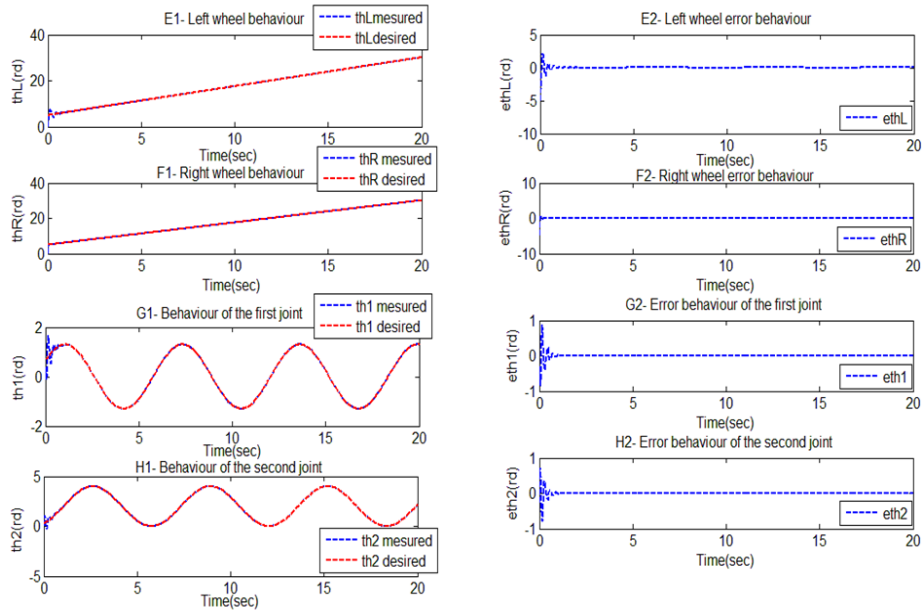 E1- Left wheel behaviour
thLmesured
thLdesired
40
20
0
thL(rd)
0 5 10 15 20
Time(sec)
E2- Left wheel error behaviour
5
0
-5
-10
ethL(rd)
ethL
0 5 10 15 20
Time(sec)
F1- Right wheel behaviour
thR mesured
thR desired
40
20
0
thR(rd)
0 5 10 15 20
Time(sec)
F2- Right wheel error behaviour
10
0
-10
ethR(rd)
ethR
0 5 10 15 20
Time(sec)
G1- Behaviour of the first joint
th1 mesured
th1 desired
2
0
-2
th1(rd)
0 5 10 15 20
Time(sec)
G2- Error behaviour of the first joint
1
0
-1
eth1(rd)
eth1
0 5 10 15 20
Time(sec)
H1- Behaviour of the second joint
5
0
-5
th2(rd)
th2 mesured
th2 desired
0 5 10 15 20
Time(sec)
H2- Error behaviour of the second joint
1
0
-1
eth2(rd)
eth2
0 5 10 15 20
Time(sec)